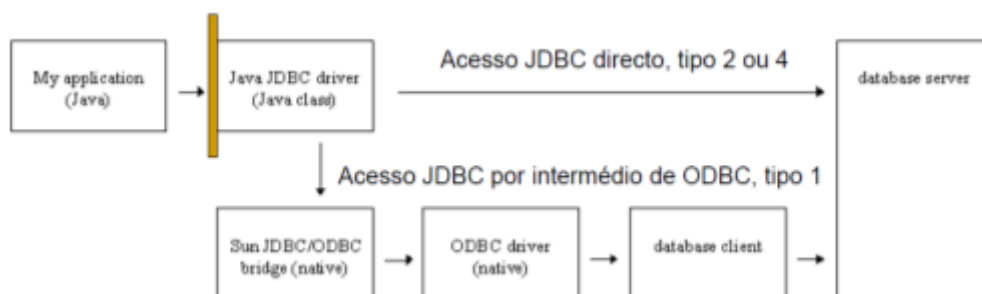 My application
(Java)
Java JDBC driver
(Java class)
Acesso JDBC directo, tipo 2 ou 4
database server
Acesso JDBC por intermédio de ODBC, tipo 1
Sun JDBC/ODBC
bridge (native)
ODBC driver
(native)
database client